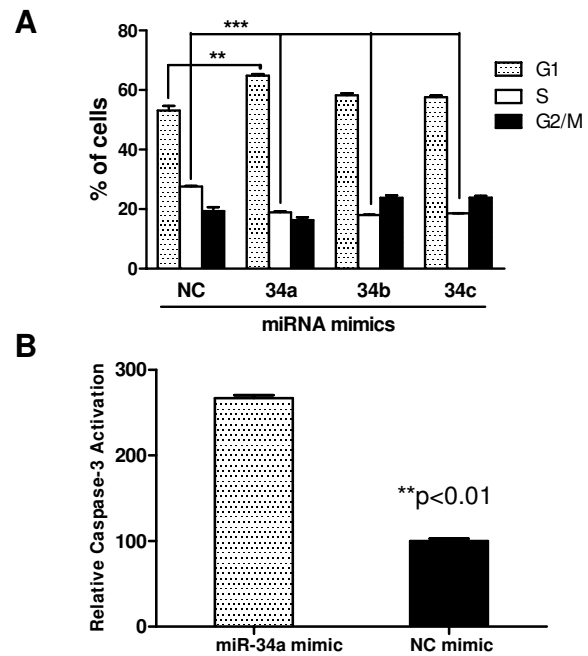 A
80
60
40
20
0
% of cells
***
**
G1
S
G2/M
NC 34a 34b 34c
miRNA mimics
B
300
200
100
0
Relative Caspase-3 Activation
**p<0.01
miR-34a mimic NC mimic